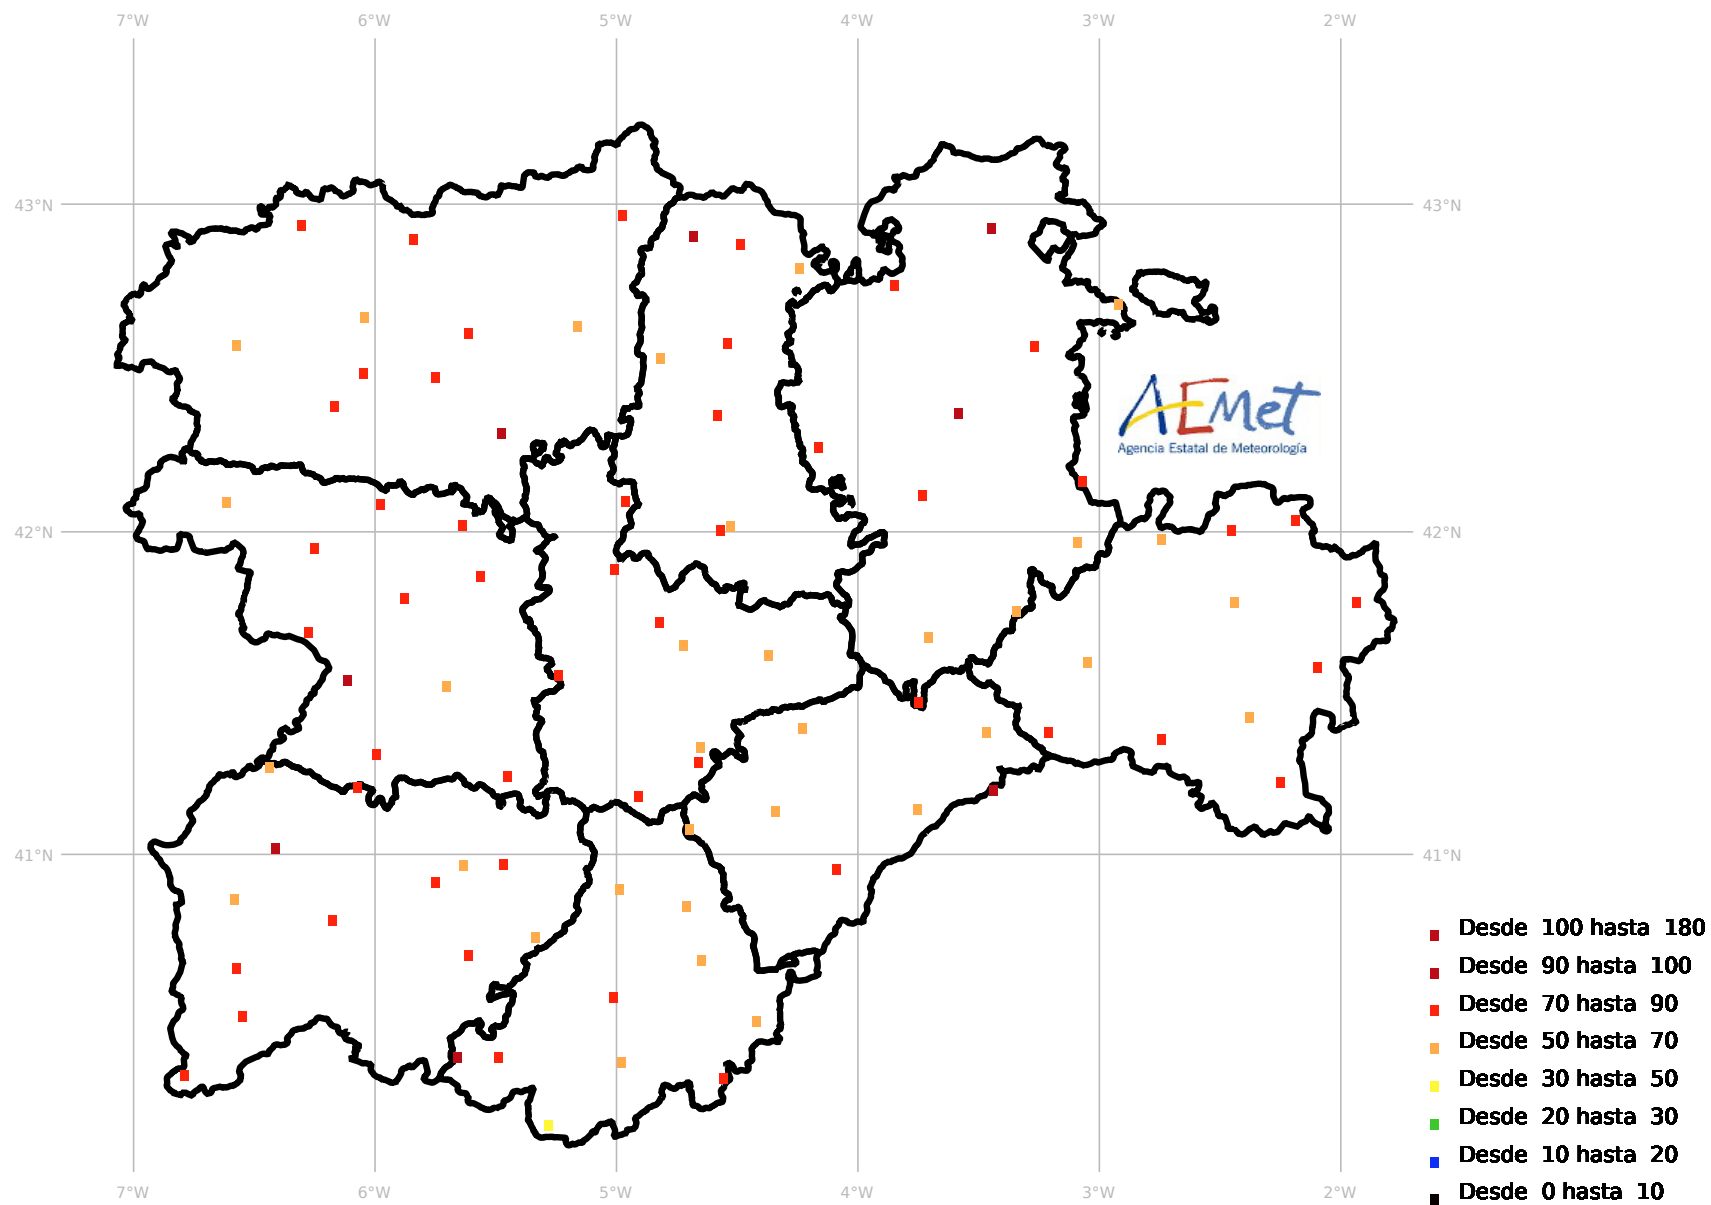 7°W 6°W 5°W 4°W 3°W 2°W
43°N 43°N
AEMet
Agencia Estatal de Meteorología
42°N 42°N
41°N 41°N
Desde 100 hasta 180
Desde 90 hasta 100
Desde 70 hasta 90
Desde 50 hasta 70
Desde 30 hasta 50
Desde 20 hasta 30
Desde 10 hasta 20
Desde 0 hasta 10
7°W 6°W 5°W 4°W 3°W 2°W